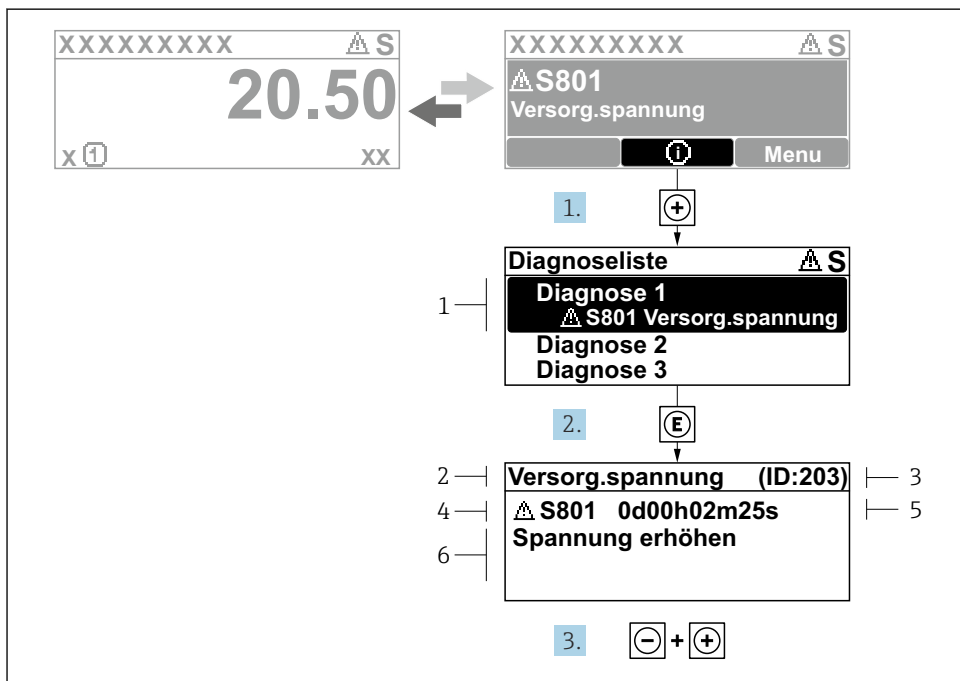 XXXXXXXXX ⚠ S
20.50
x ① xx
XXXXXXXXX ⚠ S
⚠ S801
Versorg.spannung
ⓘ Menu
1. +
Diagnoseliste ⚠ S
1
Diagnose 1
⚠ S801 Versorg.spannung
Diagnose 2
Diagnose 3
2. E
2 Versorg.spannung (ID:203) 3
4 ⚠ S801 0d00h02m25s 5
6 Spannung erhöhen
3. − + +